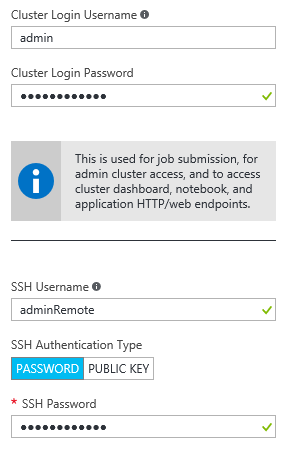 Cluster Login Username
admin
Cluster Login Password
●●●●●●●●●●●●
This is used for job submission, for
admin cluster access, and to access
cluster dashboard, notebook, and
application HTTP/web endpoints.
SSH Username
adminRemote
SSH Authentication Type
PASSWORD PUBLIC KEY
* SSH Password
●●●●●●●●●●●●